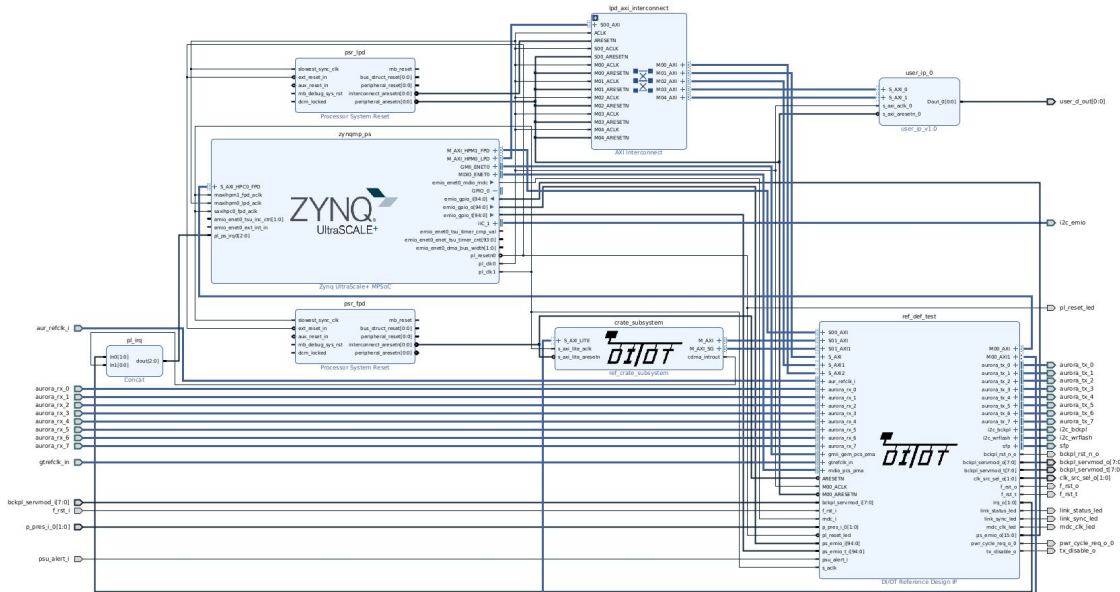 lpd_axi_interconnect
S00_AXI
ACLK
ARESETN
S00_ACLK
S00_ARESETN
M00_ACLK
M00_ARESETN
M01_ACLK
M01_ARESETN
M02_ACLK
M02_ARESETN
M03_ACLK
M03_ARESETN
M04_ACLK
M04_ARESETN
M00_AXI
M01_AXI
M02_AXI
M03_AXI
M04_AXI
AXI Interconnect
psr_lpd
slowest_sync_clk
ext_reset_in
aux_reset_in
mb_debug_sys_rst
dcm_locked
mb_reset
bus_struct_reset[0:0]
peripheral_reset[0:0]
interconnect_aresetn[0:0]
peripheral_aresetn[0:0]
Processor System Reset
user_ip_0
S_AXI_0
S_AXI_1
s_axi_aclk_0
s_axi_aresetn_0
Dout_0[0:0]
user_ip_v1.0
user_d_out[0:0]
zynqmp_ps
S_AXI_HPC0_FPD
maxihpm1_fpd_aclk
maxihpm0_lpd_aclk
saxihpc0_fpd_aclk
emio_enet0_tsu_inc_ctrl[1:0]
emio_enet0_ext_int_in
pl_ps_irq0[2:0]
ZYNQ
UltraSCALE+
M_AXI_HPM1_FPD
M_AXI_HPM0_LPD
GMII_ENET0
MDIO_ENET0
emio_enet0_mdio_mdc
GPIO_0
emio_gpio_i[94:0]
emio_gpio_o[94:0]
emio_gpio_t[94:0]
IIC_1
emio_enet0_tsu_timer_cmp_val
emio_enet0_enet_tsu_timer_cnt[93:0]
emio_enet0_dma_bus_width[1:0]
pl_resetn0
pl_clk0
pl_clk1
Zynq UltraScale+ MPSoC
i2c_emio
pl_reset_led
psr_fpd
slowest_sync_clk
ext_reset_in
aux_reset_in
mb_debug_sys_rst
dcm_locked
mb_reset
bus_struct_reset[0:0]
peripheral_reset[0:0]
interconnect_aresetn[0:0]
peripheral_aresetn[0:0]
Processor System Reset
aur_refclk_i
pl_irq
In0[1:0]
In1[0:0]
dout[2:0]
Concat
crate_subsystem
S_AXI_LITE
s_axi_lite_aclk
s_axi_lite_aresetn
DI/OT
M_AXI
M_AXI_SG
cdma_introut
ref_crate_subsystem
aurora_rx_0
aurora_rx_1
aurora_rx_2
aurora_rx_3
aurora_rx_4
aurora_rx_5
aurora_rx_6
aurora_rx_7
gtrefclk_in
bckpl_servmod_i[7:0]
f_rst_i
p_pres_i_0[1:0]
psu_alert_i
ref_def_test
S00_AXI
S01_AXI
S01_AXI1
S_AXI
S_AXI1
S_AXI2
aur_refclk_i
aurora_rx_0
aurora_rx_1
aurora_rx_2
aurora_rx_3
aurora_rx_4
aurora_rx_5
aurora_rx_6
aurora_rx_7
gmii_gem_pcs_pma
gtrefclk_in
mdio_pcs_pma
ARESETN
M00_ACLK
M00_ARESETN
bckpl_servmod_i[7:0]
f_rst_i
mdc_i
p_pres_i_0[1:0]
pl_reset_led
ps_emio_i[94:0]
ps_emio_t_i[94:0]
psu_alert_i
s_aclk
DI/OT
M00_AXI
M00_AXI1
aurora_tx_0
aurora_tx_1
aurora_tx_2
aurora_tx_3
aurora_tx_4
aurora_tx_5
aurora_tx_6
aurora_tx_7
i2c_bckpl
i2c_wrflash
sfp
bckpl_rst_n_o
bckpl_servmod_o[7:0]
bckpl_servmod_t[7:0]
clk_src_sel_o[1:0]
f_rst_o
f_rst_t
irq_o[1:0]
link_status_led
link_sync_led
mdc_clk_led
ps_emio_o[15:0]
pwr_cycle_req_o_0
tx_disable_o
DI/OT Reference Design IP
aurora_tx_0
aurora_tx_1
aurora_tx_2
aurora_tx_3
aurora_tx_4
aurora_tx_5
aurora_tx_6
aurora_tx_7
i2c_bckpl
i2c_wrflash
sfp
bckpl_rst_n_o
bckpl_servmod_o[7:0]
bckpl_servmod_t[7:0]
clk_src_sel_o[1:0]
f_rst_o
f_rst_t
link_status_led
link_sync_led
mdc_clk_led
pwr_cycle_req_o_0
tx_disable_o